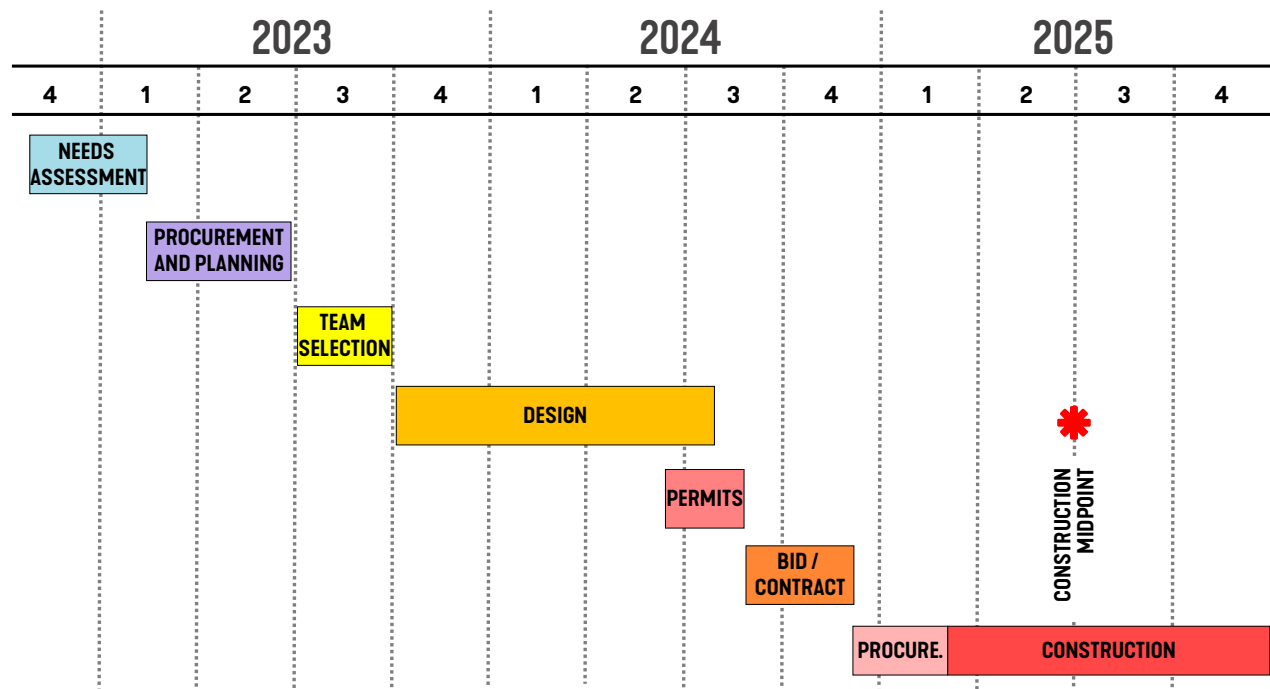 2023 2024 2025
4 1 2 3 4 1 2 3 4 1 2 3 4
NEEDS
ASSESSMENT
PROCUREMENT
AND PLANNING
TEAM
SELECTION
DESIGN
PERMITS
CONSTRUCTION
MIDPOINT
BID /
CONTRACT
PROCURE. CONSTRUCTION